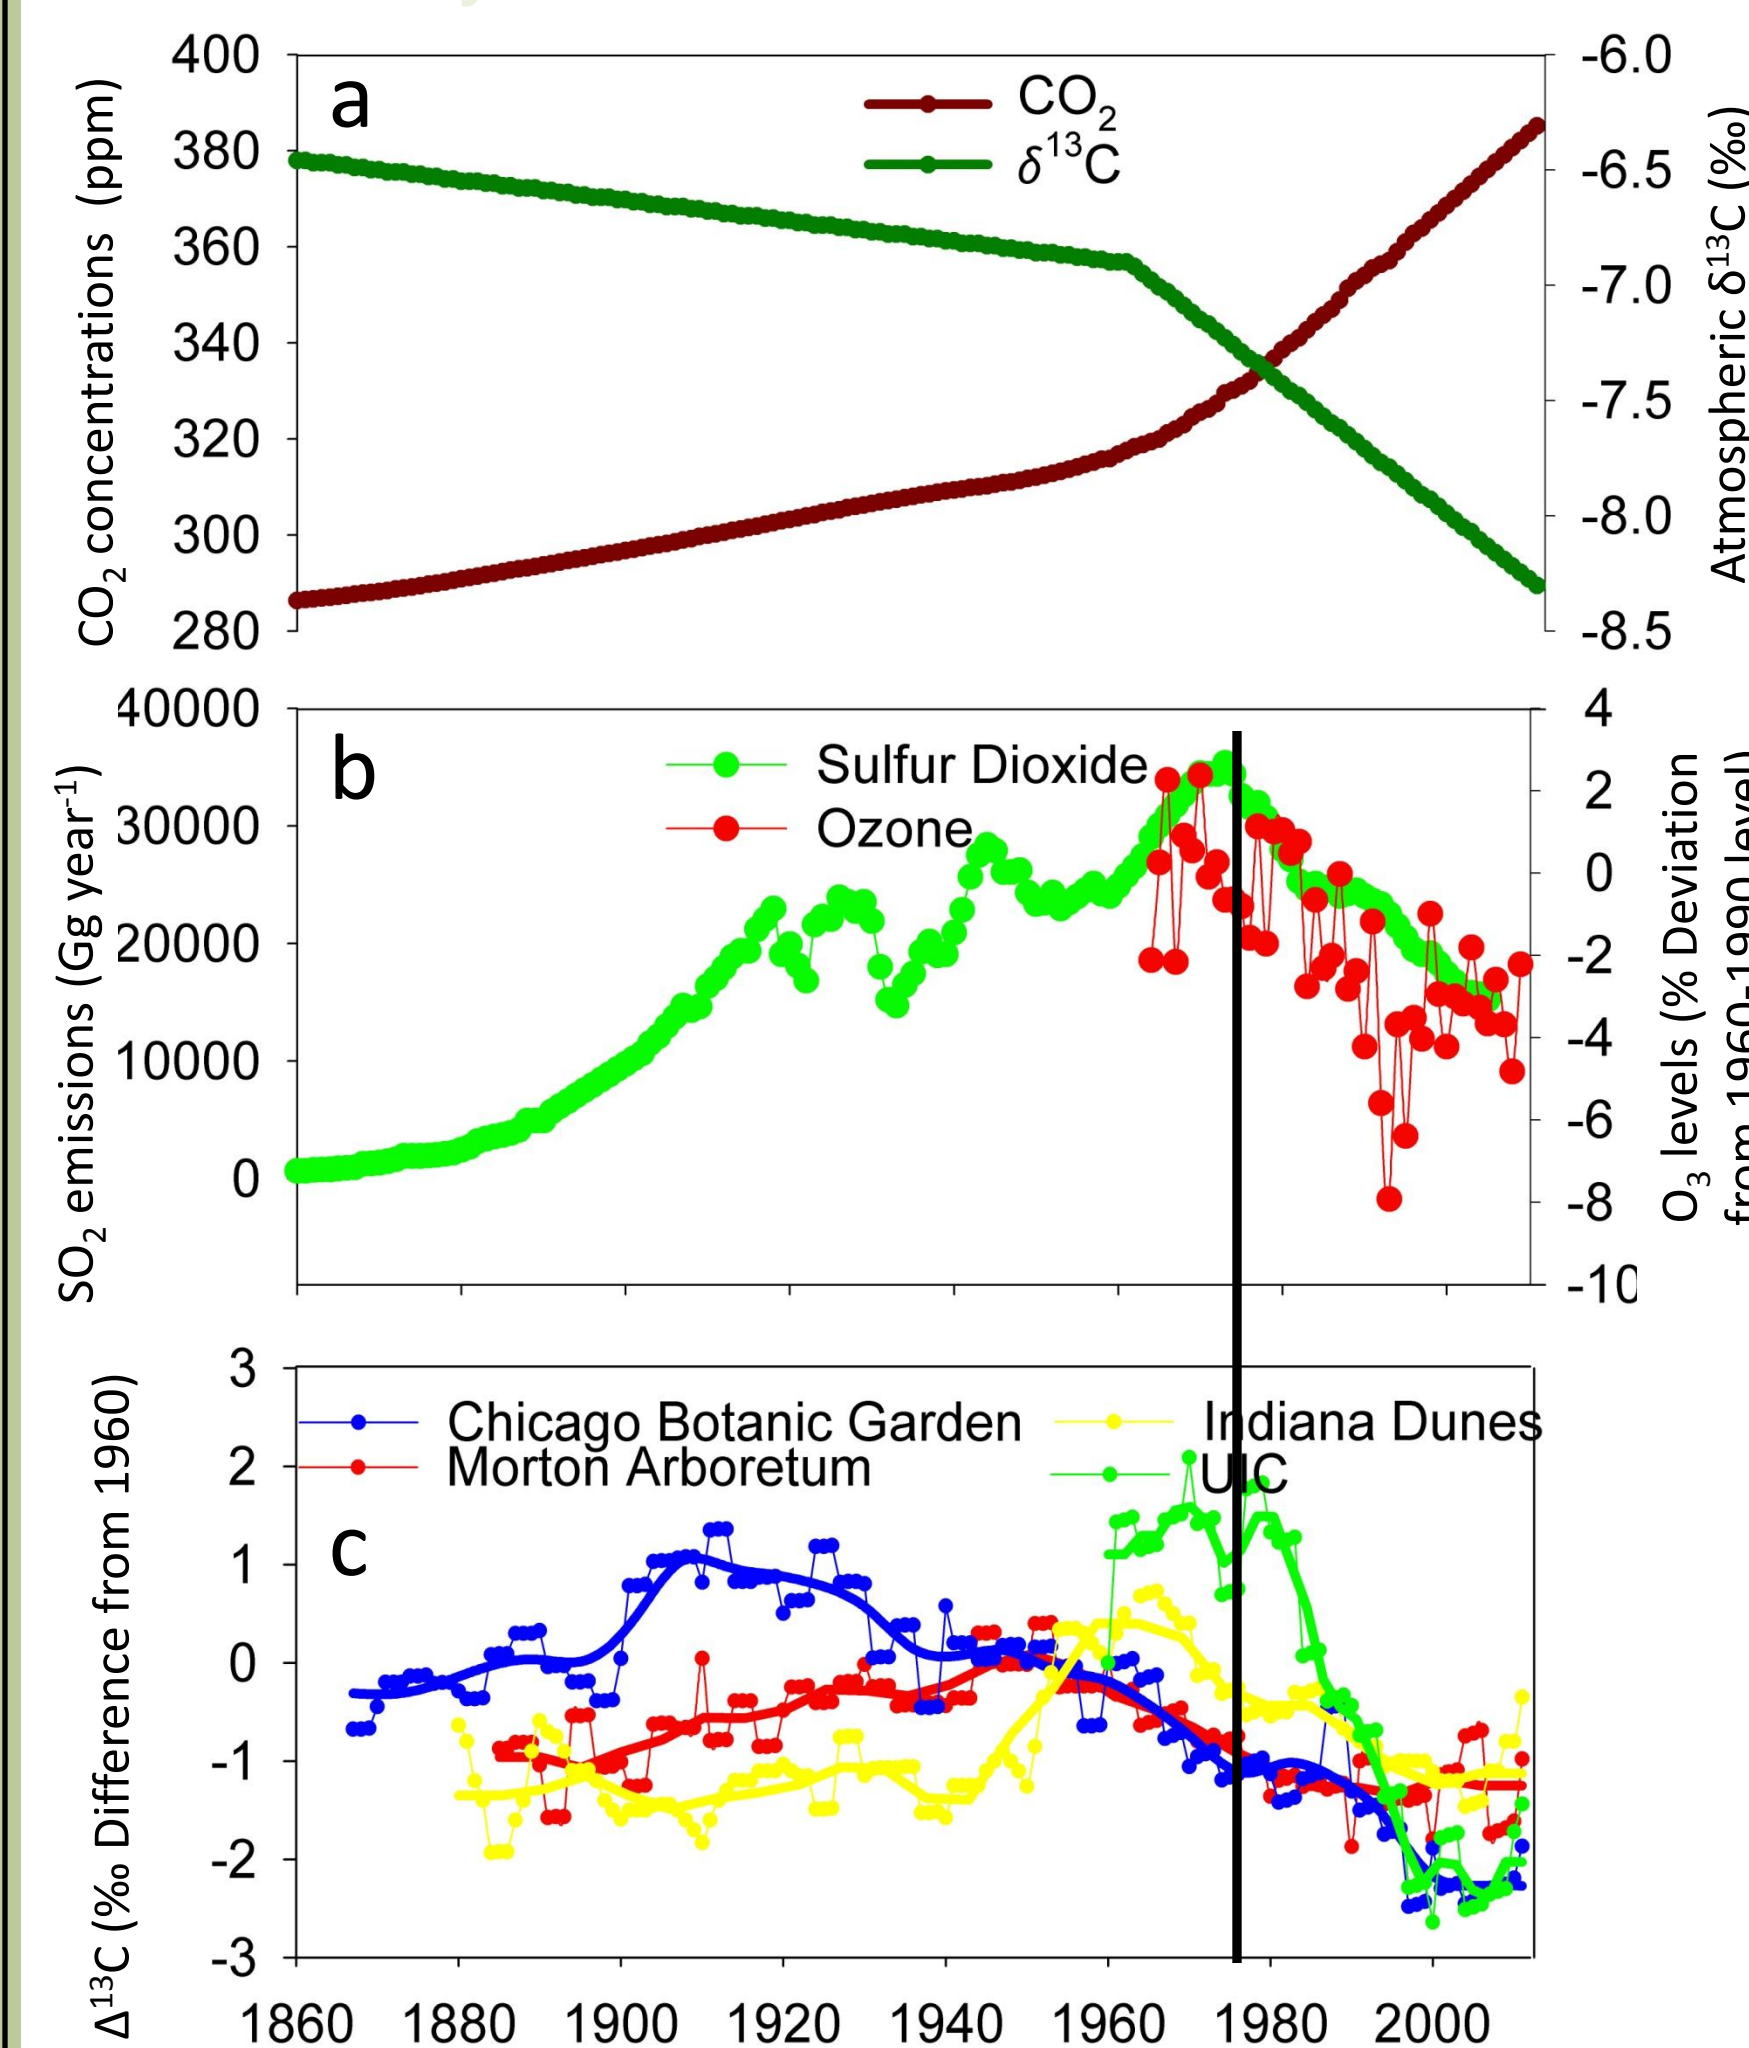 400
380
360
340
320
300
280
CO2 concentrations (ppm)
a
CO2
δ13C
-6.0
-6.5
-7.0
-7.5
-8.0
-8.5
Atmospheric δ13C (‰)
40000
30000
20000
10000
0
SO2 emissions (Gg year-1)
b
Sulfur Dioxide
Ozone
4
2
0
-2
-4
-6
-8
-10
O3 levels (% Deviation
from 1960-1990 level)
3
2
1
0
-1
-2
-3
Δ13C (‰ Difference from 1960)
Chicago Botanic Garden
Indiana Dunes
Morton Arboretum
UIC
c
1860 1880 1900 1920 1940 1960 1980 2000